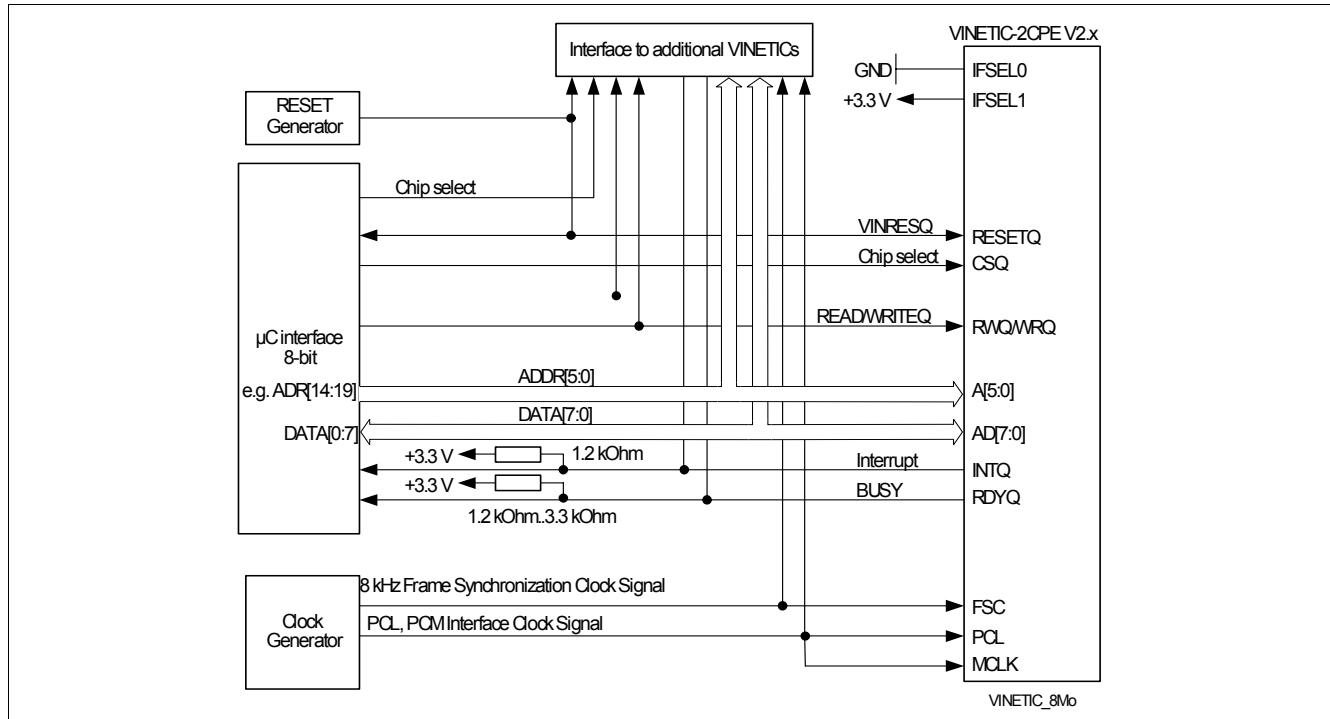 VINETIC-2CPE V2.x
Interface to additional VINETICs
GND
IFSEL0
+3.3 V
IFSEL1
RESET
Generator
Chip select
VINRESQ
RESETQ
Chip select
CSQ
READ/WRITEQ
RWQ/WRQ
µC interface
8-bit
ADDR[5:0]
e.g. ADR[14:19]
A[5:0]
DATA[7:0]
DATA[0:7]
AD[7:0]
+3.3 V
1.2 kOhm
Interrupt
INTQ
+3.3 V
BUSY
RDYQ
1.2 kOhm..3.3 kOhm
8 kHz Frame Synchronization Clock Signal
FSC
Clock
Generator
PCL, PCM Interface Clock Signal
PCL
MCLK
VINETIC_8Mo